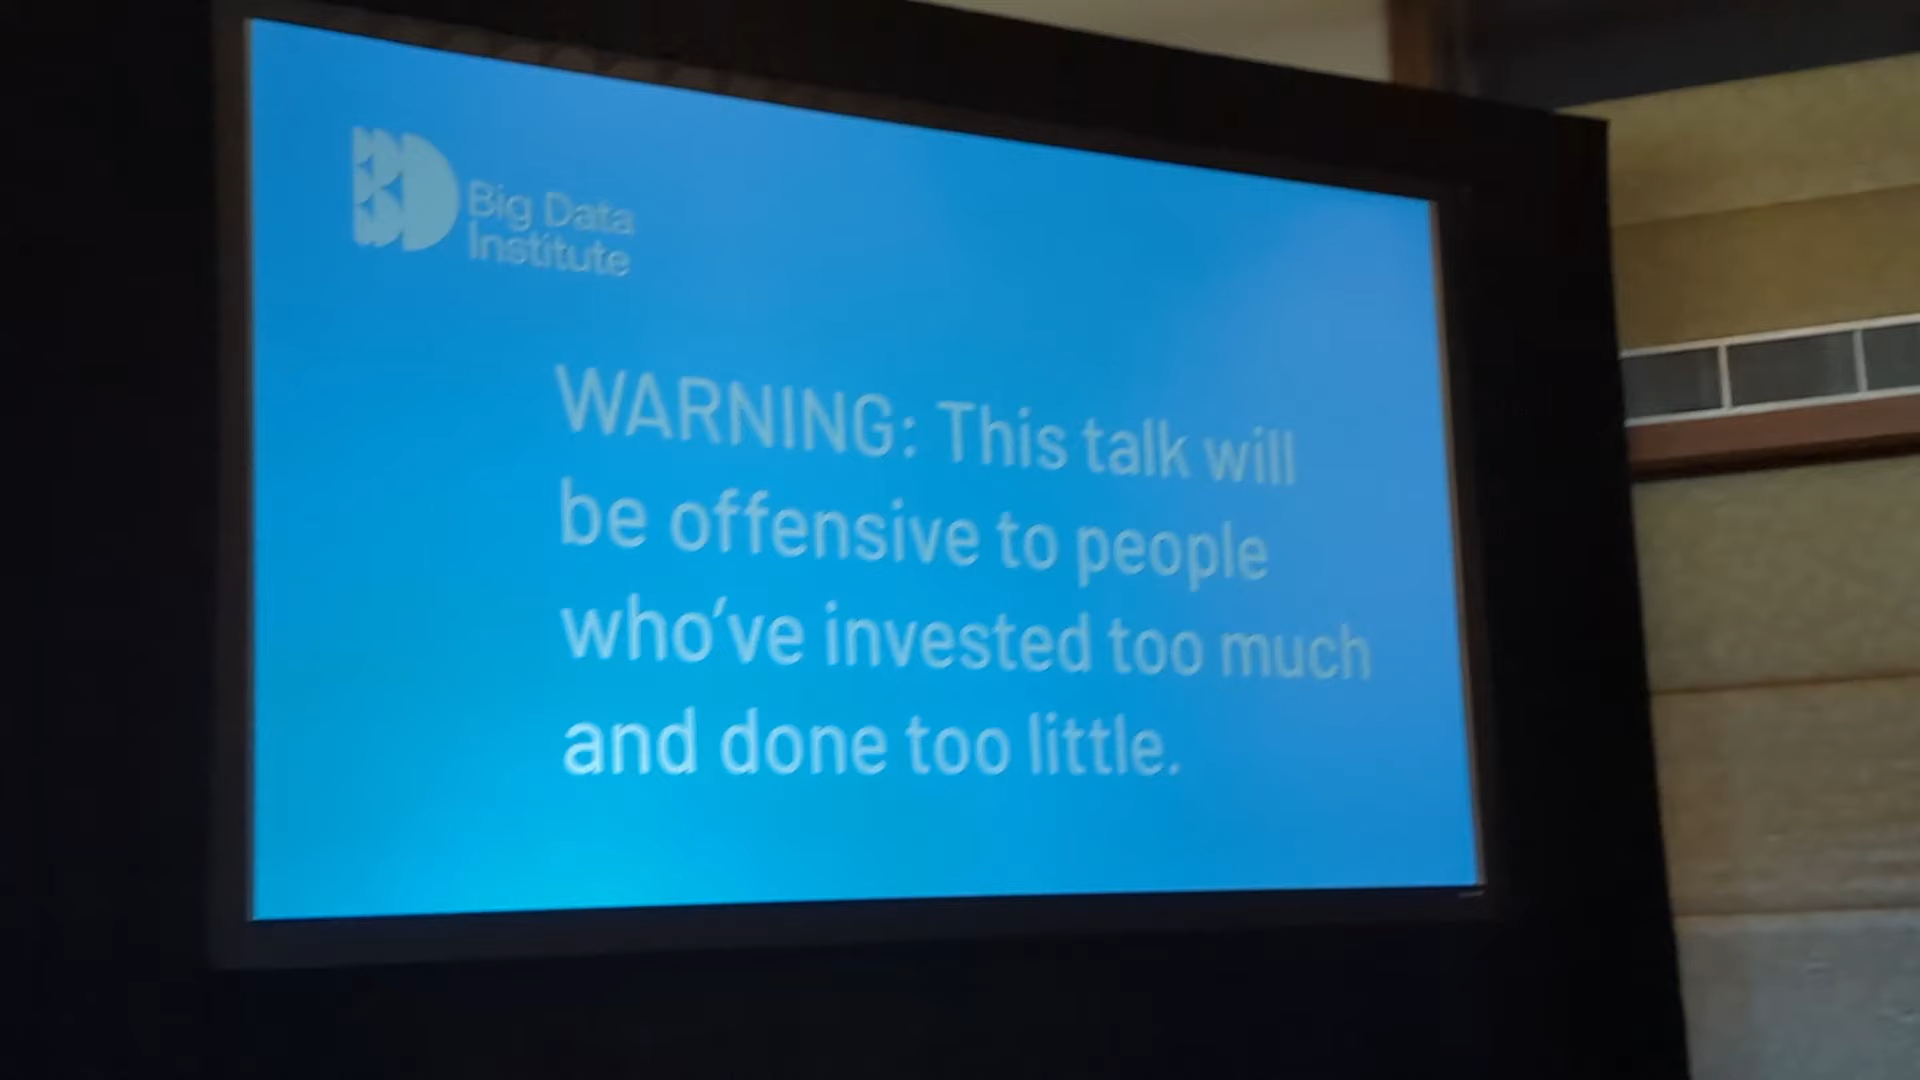 Big Data
Institute
WARNING: This talk will
be offensive to people
who've invested too much
and done too little.